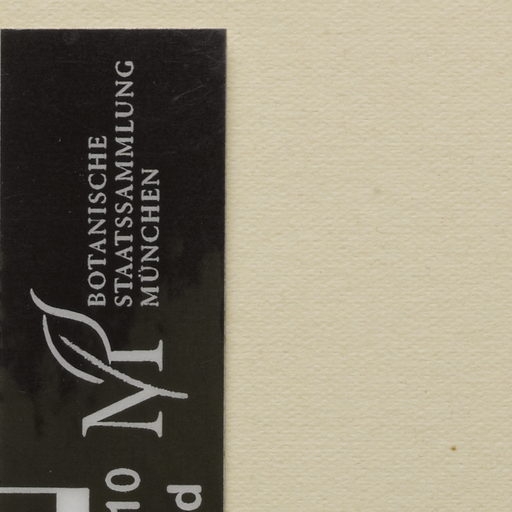 BOTANISCHE
STAATSSAMMLUNG
MÜNCHEN
M
10
d